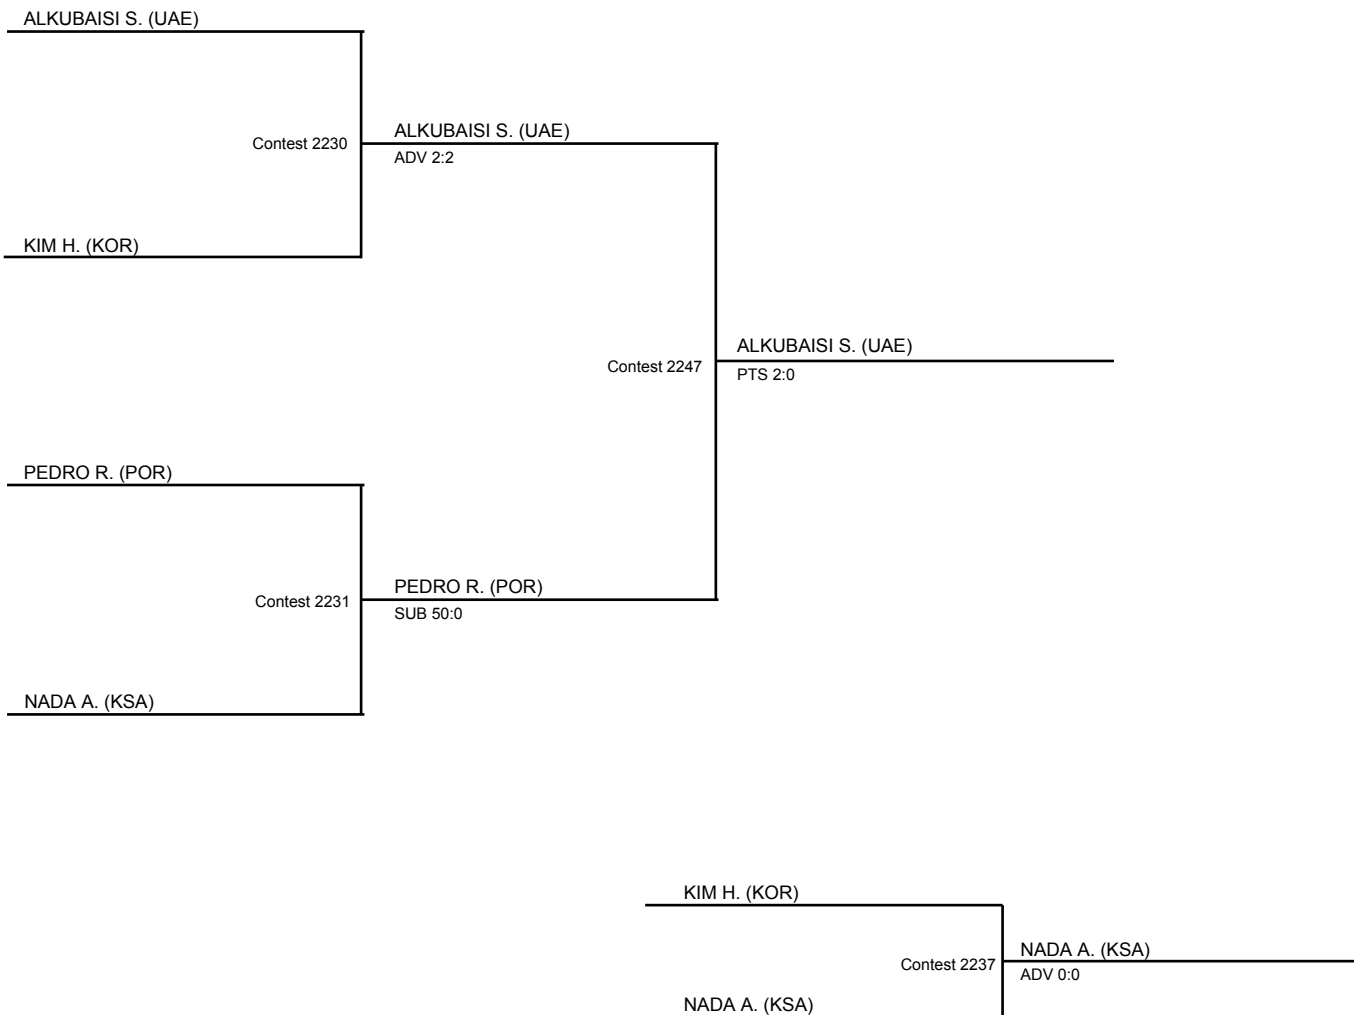 ALKUBAISI S. (UAE)
Contest 2230
ALKUBAISI S. (UAE)
ADV 2:2
KIM H. (KOR)
Contest 2247
ALKUBAISI S. (UAE)
PTS 2:0
PEDRO R. (POR)
Contest 2231
PEDRO R. (POR)
SUB 50:0
NADA A. (KSA)
KIM H. (KOR)
Contest 2237
NADA A. (KSA)
ADV 0:0
NADA A. (KSA)